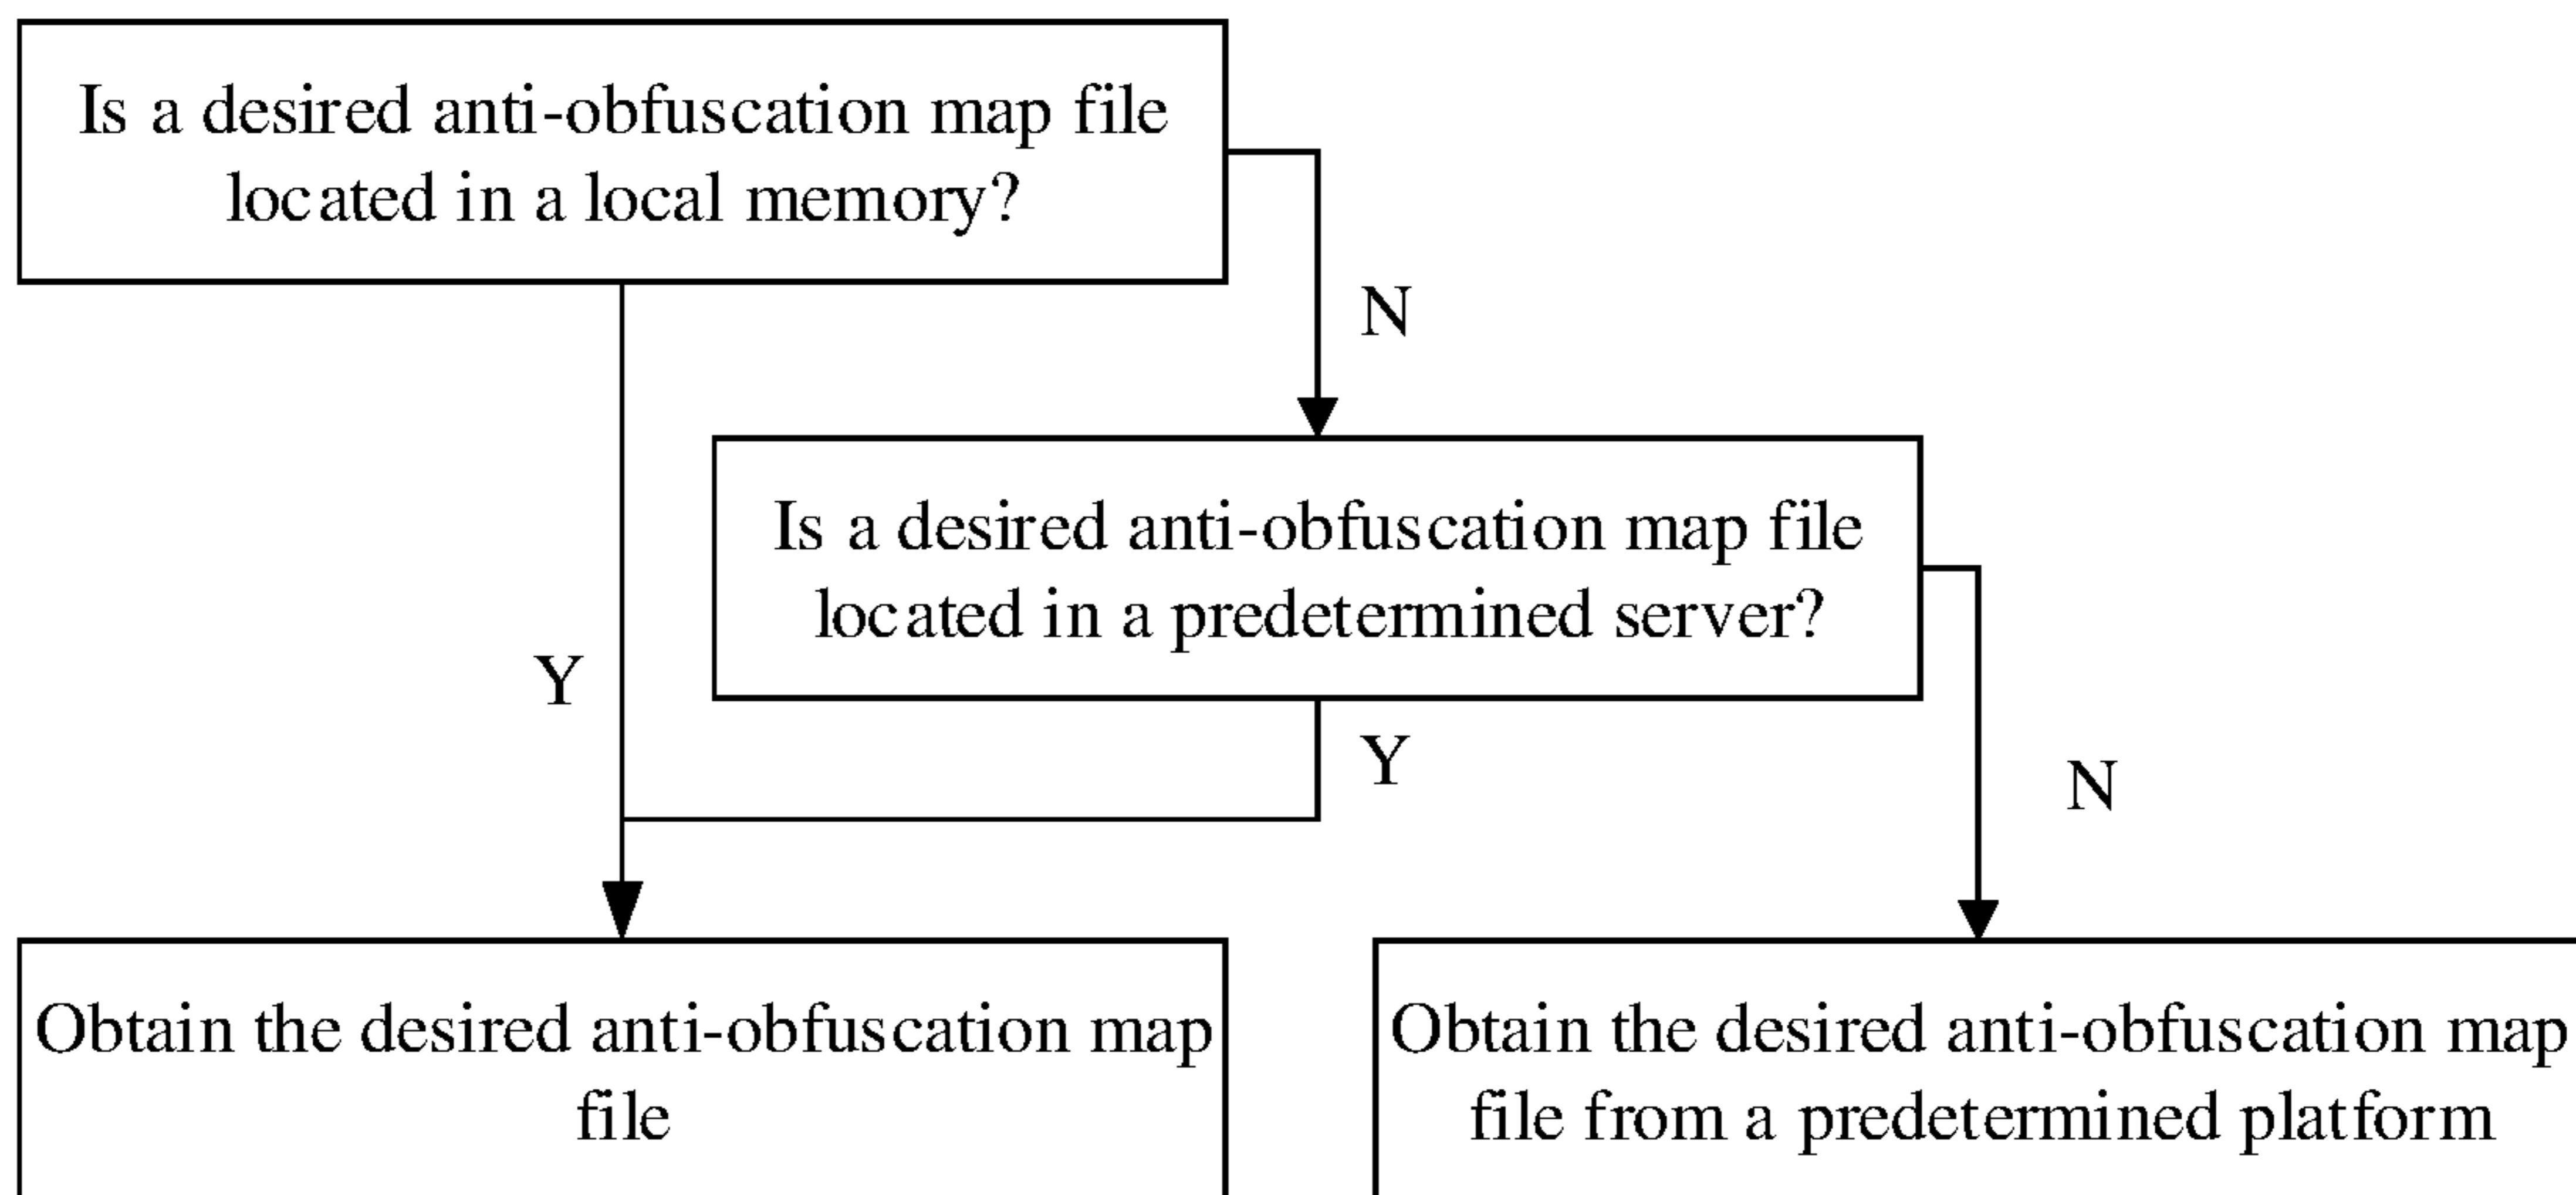 Is a desired anti-obfuscation map file
located in a local memory?
N
Is a desired anti-obfuscation map file
located in a predetermined server?
Y
Y
N
Obtain the desired anti-obfuscation map
file
Obtain the desired anti-obfuscation map
file from a predetermined platform